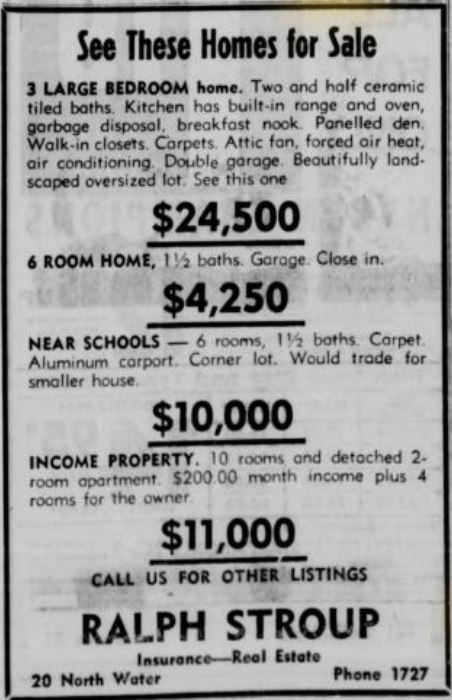 See These Homes for Sale
3 LARGE BEDROOM home. Two and half ceramic
tiled baths. Kitchen has built-in range and oven,
garbage disposal, breakfast nook. Panelled den.
Walk-in closets. Carpets. Attic fan, forced air heat,
air conditioning. Double garage. Beautifully land-
scaped oversized lot. See this one
$24,500
6 ROOM HOME, 1½ baths. Garage. Close in.
$4,250
NEAR SCHOOLS — 6 rooms, 1½ baths. Carpet.
Aluminum carport. Corner lot. Would trade for
smaller house.
$10,000
INCOME PROPERTY. 10 rooms and detached 2-
room apartment. $200.00 month income plus 4
rooms for the owner.
$11,000
CALL US FOR OTHER LISTINGS
RALPH STROUP
Insurance—Real Estate
20 North Water Phone 1727